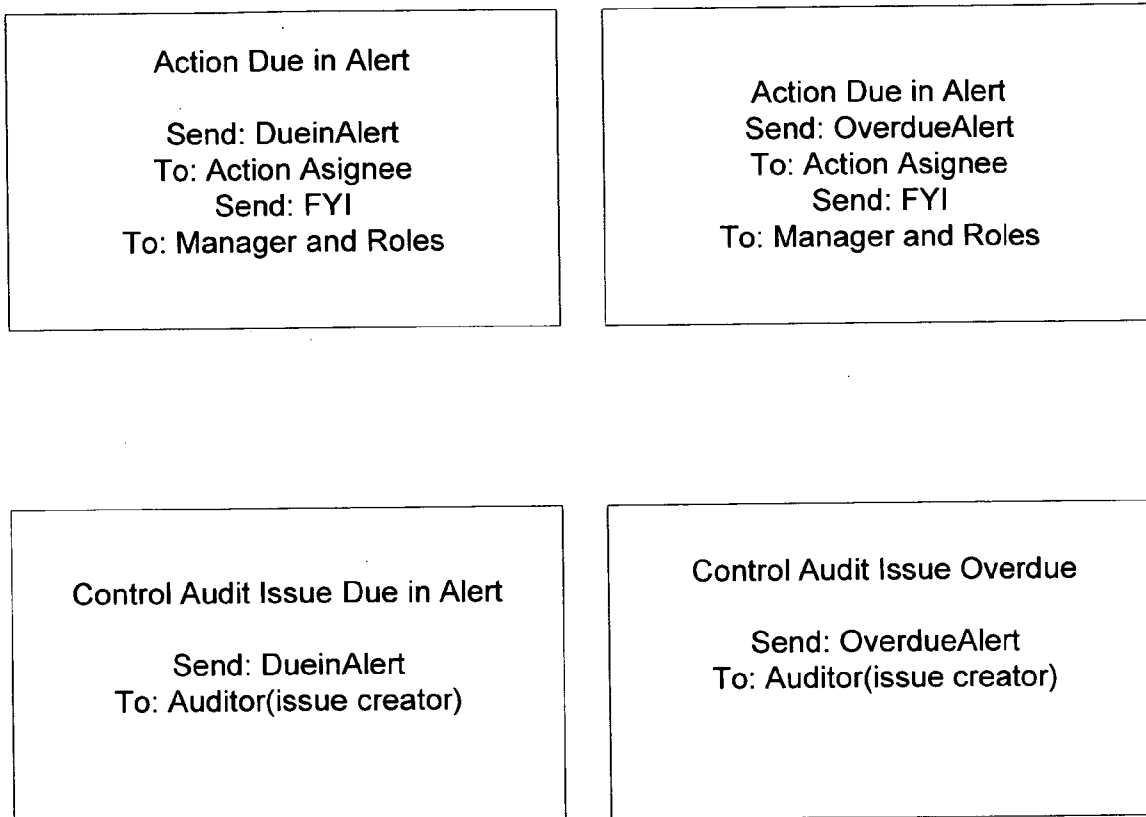 Action Due in Alert
Send: DueinAlert
To: Action Asignee
Send: FYI
To: Manager and Roles
Action Due in Alert
Send: OverdueAlert
To: Action Asignee
Send: FYI
To: Manager and Roles
Control Audit Issue Due in Alert
Send: DueinAlert
To: Auditor(issue creator)
Control Audit Issue Overdue
Send: OverdueAlert
To: Auditor(issue creator)